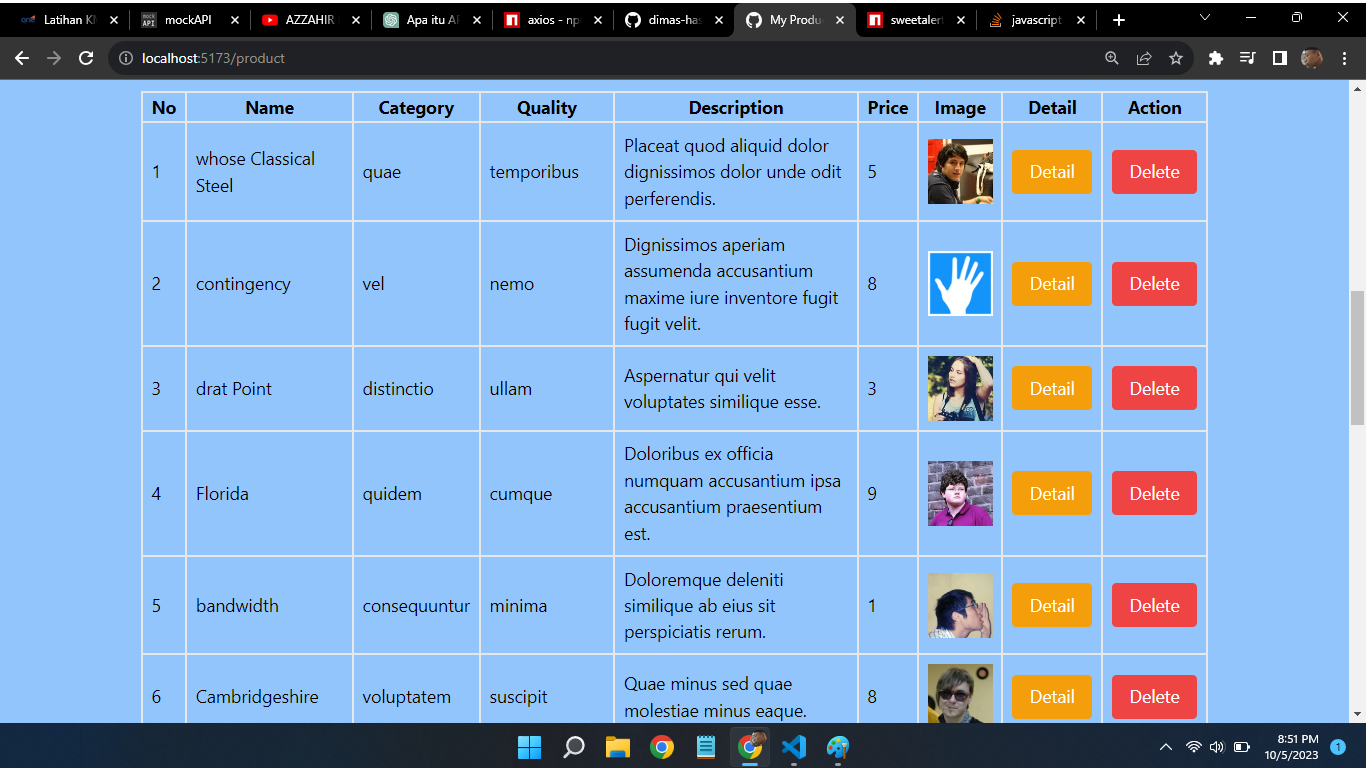 one Latihan KM
mock API mockAPI
AZZAHIR
Apa itu AP
n axios - np
dimas-has
My Produ
n sweetaler
javascript
localhost:5173/product
No Name Category Quality Description Price Image Detail Action
1 whose Classical Steel quae temporibus Placeat quod aliquid dolor dignissimos dolor unde odit perferendis. 5 Detail Delete
2 contingency vel nemo Dignissimos aperiam assumenda accusantium maxime iure inventore fugit fugit velit. 8 Detail Delete
3 drat Point distinctio ullam Aspernatur qui velit voluptates similique esse. 3 Detail Delete
4 Florida quidem cumque Doloribus ex officia numquam accusantium ipsa accusantium praesentium est. 9 Detail Delete
5 bandwidth consequuntur minima Doloremque deleniti similique ab eius sit perspiciatis rerum. 1 Detail Delete
6 Cambridgeshire voluptatem suscipit Quae minus sed quae molestiae minus eaque. 8 Detail Delete
8:51 PM
10/5/2023
1